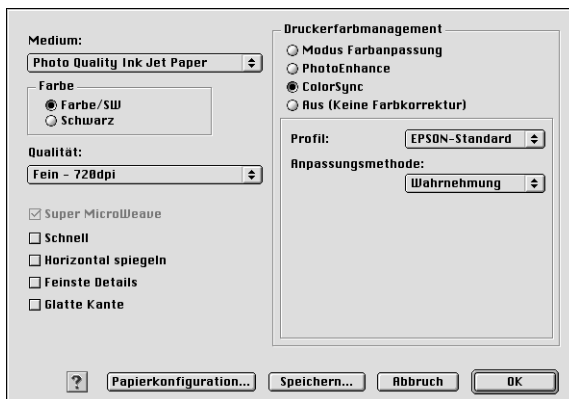 Medium:
Photo Quality Ink Jet Paper
Farbe
Farbe/SW
Schwarz
Qualität:
Fein - 720dpi
Super MicroWeave
Schnell
Horizontal spiegeln
Feinste Details
Glatte Kante
Druckerfarbmanagement
Modus Farbanpassung
PhotoEnhance
ColorSync
Aus (Keine Farbkorrektur)
Profil:
EPSON-Standard
Anpassungsmethode:
Wahrnehmung
?
Papierkonfiguration...
Speichern...
Abbruch
OK